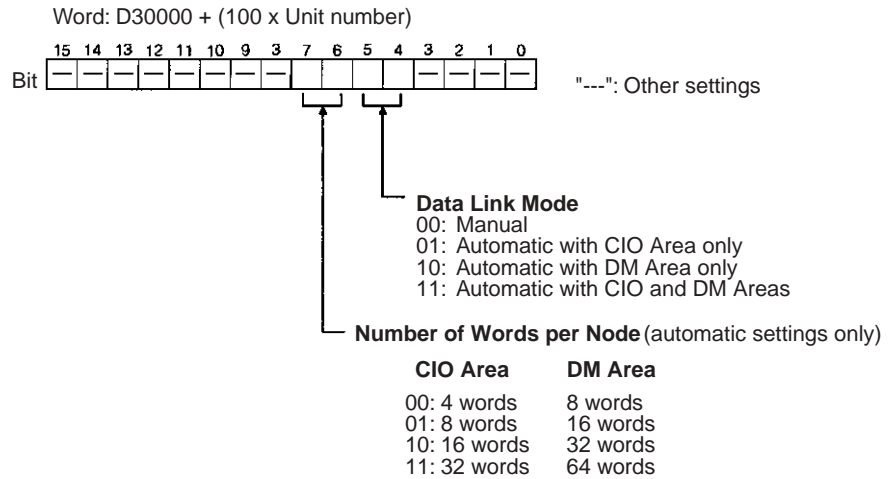 Word: D30000 + (100 x Unit number)
15 14 13 12 11 10 9 3 7 6 5 4 3 2 1 0
Bit — — — — — — — — — — — —
"---": Other settings
Data Link Mode
00: Manual
01: Automatic with CIO Area only
10: Automatic with DM Area only
11: Automatic with CIO and DM Areas
Number of Words per Node (automatic settings only)
CIO Area DM Area
00: 4 words 8 words
01: 8 words 16 words
10: 16 words 32 words
11: 32 words 64 words